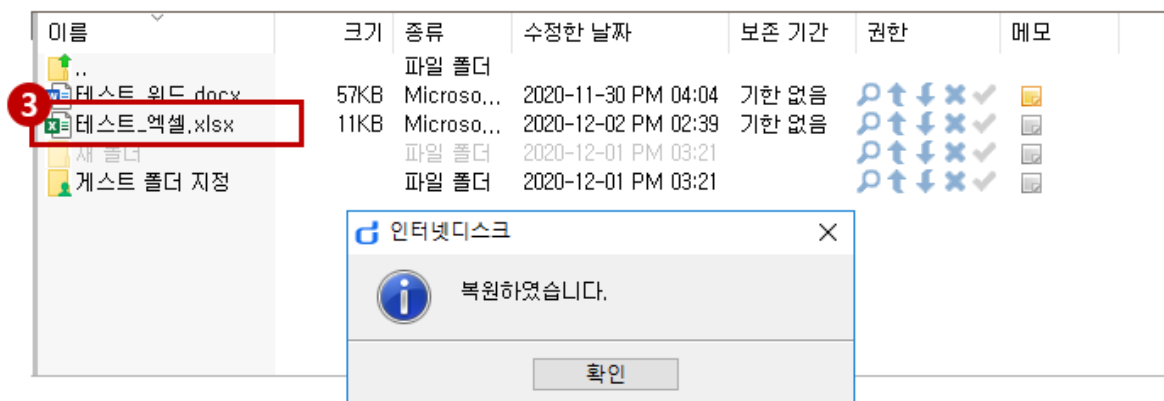 이름 크기 종류 수정한 날짜 보존 기간 권한 메모
.. 파일 폴더
테스트_워드.docx 57KB Microso... 2020-11-30 PM 04:04 기한 없음
3
테스트_엑셀.xlsx 11KB Microso... 2020-12-02 PM 02:39 기한 없음
새 폴더 파일 폴더 2020-12-01 PM 03:21
게스트 폴더 지정 파일 폴더 2020-12-01 PM 03:21
인터넷디스크
복원하였습니다.
확인